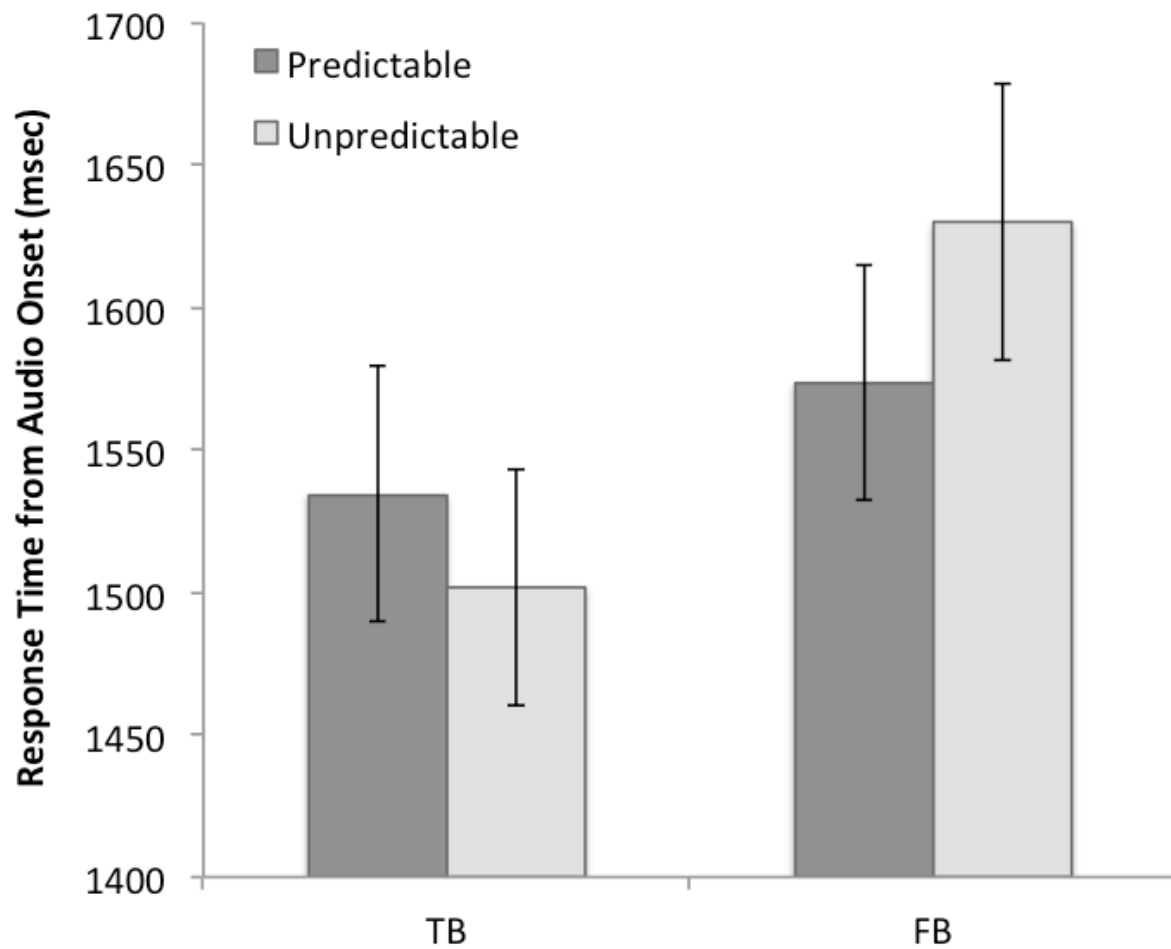 1700
Predictable
Unpredictable
1650
1600
1550
1500
1450
1400
Response Time from Audio Onset (msec)
TB
FB